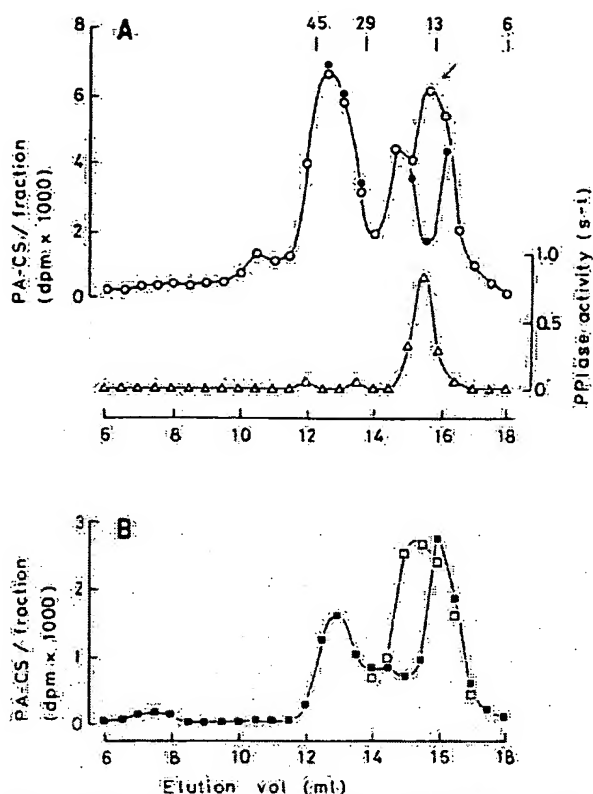 A
45. 29 13 6
8
6
4
2
0
PA-CS / fraction
(dpm x 1000)
1.0
0.5
0
PPIase activity (s-1)
6 8 10 12 14 16 18
B
3
2
1
0
PA-CS / fraction
(dpm x 1000)
6 8 10 12 14 16 18
Elution vol (ml)